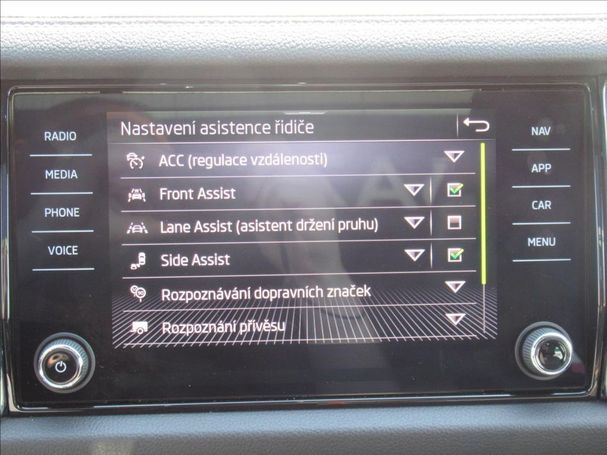 Nastavení asistence řidiče
RADIO
MEDIA
PHONE
VOICE
ACC (regulace vzdálenosti)
Front Assist
Lane Assist (asistent držení pruhu)
Side Assist
Rozpoznávání dopravních značek
Rozpoznání přívěsu
NAV
APP
CAR
MENU